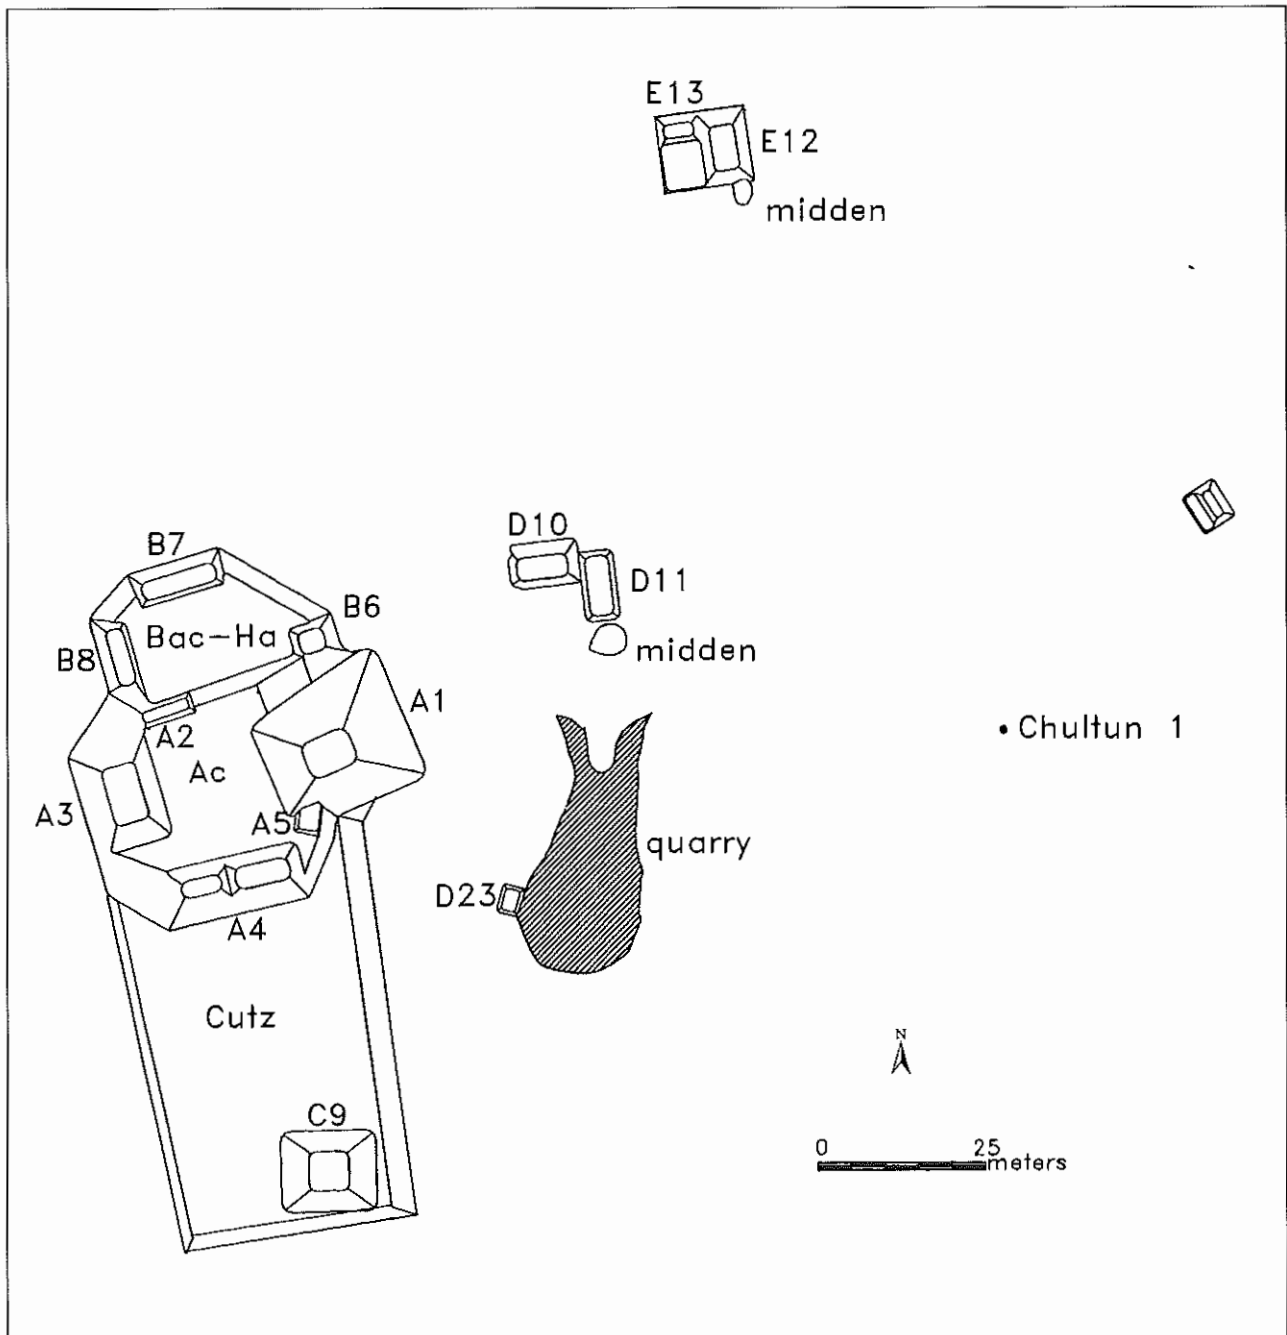 E13
E12
midden
D10
B7
D11
B6
Bac-Ha
midden
B8
A1
Chultun 1
A2
Ac
A3
A5
quarry
D23
A4
Cutz
N
C9
0 25
meters